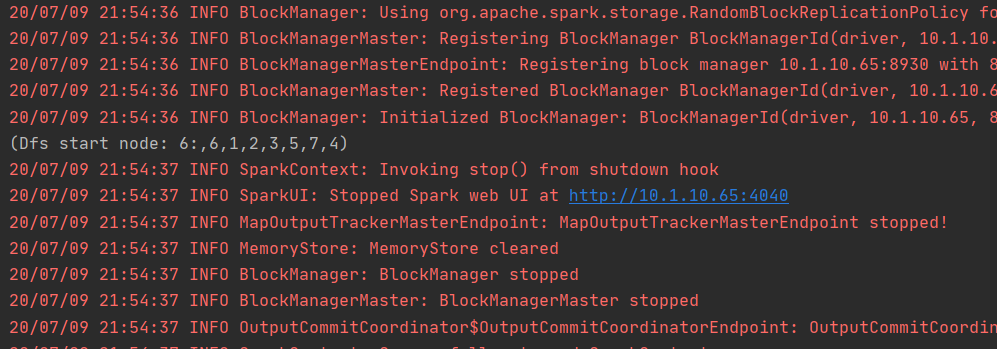 20/07/09 21:54:36 INFO BlockManager: Using org.apache.spark.storage.RandomBlockReplicationPolicy fo
20/07/09 21:54:36 INFO BlockManagerMaster: Registering BlockManager BlockManagerId(driver, 10.1.10.
20/07/09 21:54:36 INFO BlockManagerMasterEndpoint: Registering block manager 10.1.10.65:8930 with 8
20/07/09 21:54:36 INFO BlockManagerMaster: Registered BlockManager BlockManagerId(driver, 10.1.10.6
20/07/09 21:54:36 INFO BlockManager: Initialized BlockManager: BlockManagerId(driver, 10.1.10.65, 8
(Dfs start node: 6:,6,1,2,3,5,7,4)
20/07/09 21:54:37 INFO SparkContext: Invoking stop() from shutdown hook
20/07/09 21:54:37 INFO SparkUI: Stopped Spark web UI at http://10.1.10.65:4040
20/07/09 21:54:37 INFO MapOutputTrackerMasterEndpoint: MapOutputTrackerMasterEndpoint stopped!
20/07/09 21:54:37 INFO MemoryStore: MemoryStore cleared
20/07/09 21:54:37 INFO BlockManager: BlockManager stopped
20/07/09 21:54:37 INFO BlockManagerMaster: BlockManagerMaster stopped
20/07/09 21:54:37 INFO OutputCommitCoordinator$OutputCommitCoordinatorEndpoint: OutputCommitCoordin